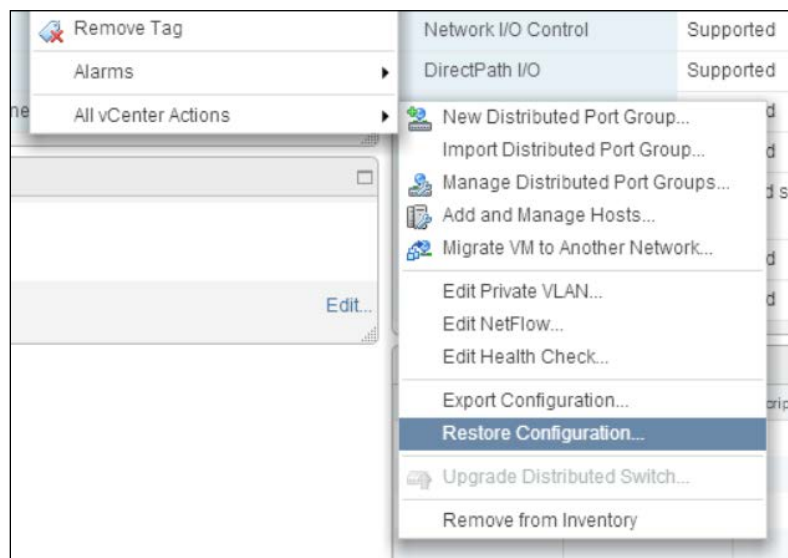 Remove Tag
Network I/O Control
Supported
Alarms
DirectPath I/O
Supported
All vCenter Actions
New Distributed Port Group...
Import Distributed Port Group...
Manage Distributed Port Groups...
Add and Manage Hosts...
Migrate VM to Another Network...
Edit Private VLAN...
Edit...
Edit NetFlow...
Edit Health Check...
Export Configuration...
Restore Configuration...
Upgrade Distributed Switch...
Remove from Inventory